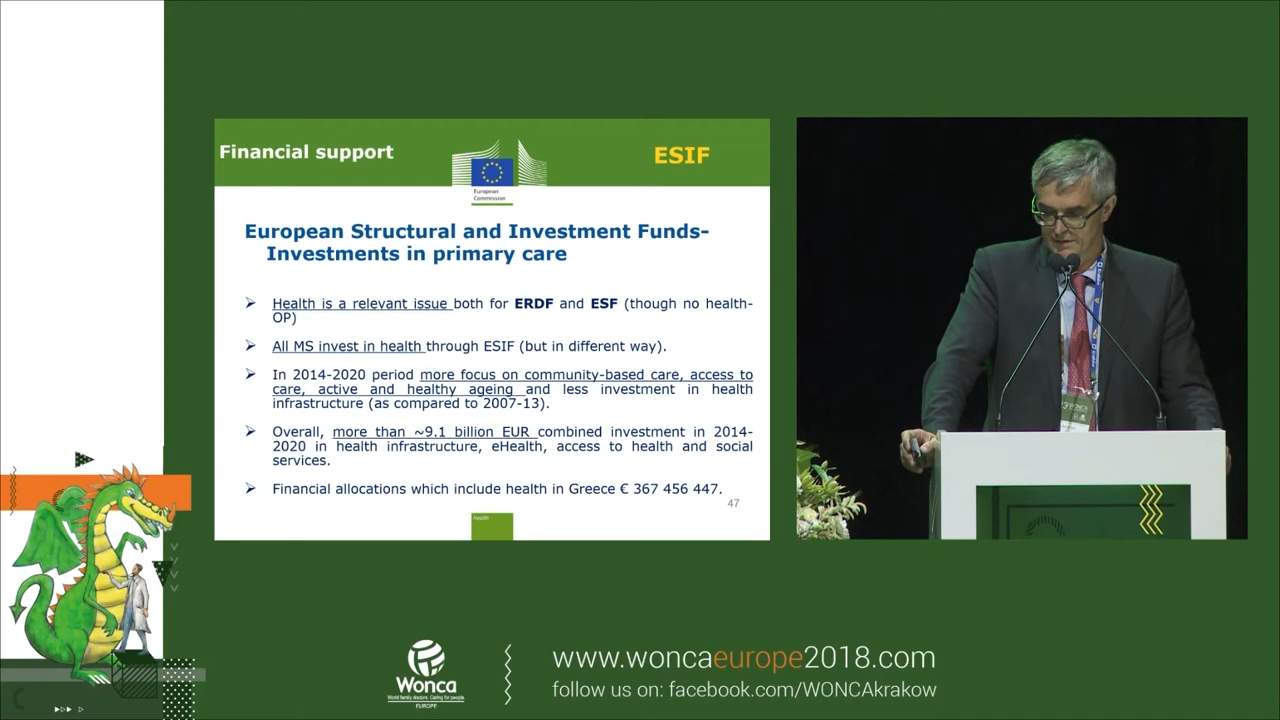 Financial support
ESIF
European
Commission
European Structural and Investment Funds-
Investments in primary care
Health is a relevant issue both for ERDF and ESF (though no health-
OP)
All MS invest in health through ESIF (but in different way).
In 2014-2020 period more focus on community-based care, access to
care, active and healthy ageing and less investment in health
infrastructure (as compared to 2007-13).
Overall, more than ~9.1 billion EUR combined investment in 2014-
2020 in health infrastructure, eHealth, access to health and social
services.
Financial allocations which include health in Greece € 367 456 447.
47
Health
WONCA
Wonca
World family doctors. Caring for people.
EUROPE
www.woncaeurope2018.com
follow us on: facebook.com/WONCAkrakow